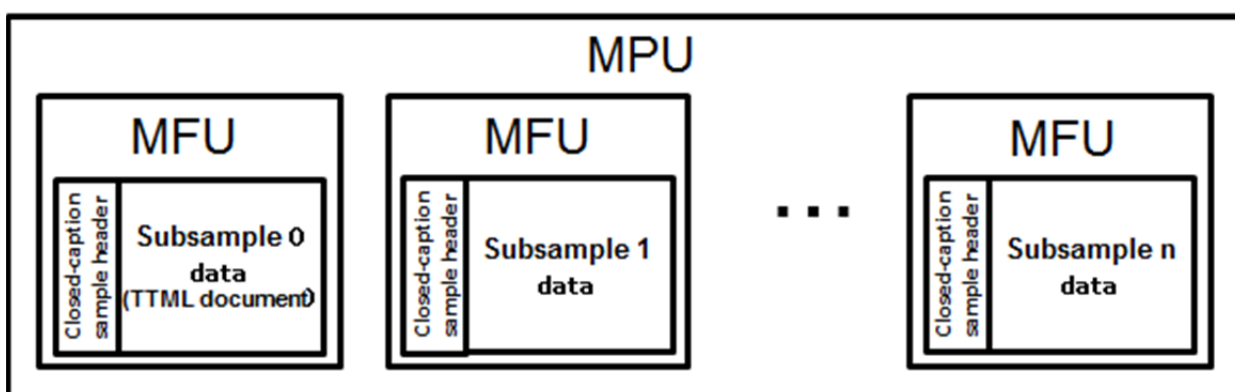 MPU
MFU
Closed-caption
sample header
Subsample 0
data
(TTML document)
MFU
Closed-caption
sample header
Subsample 1
data
...
MFU
Closed-caption
sample header
Subsample n
data